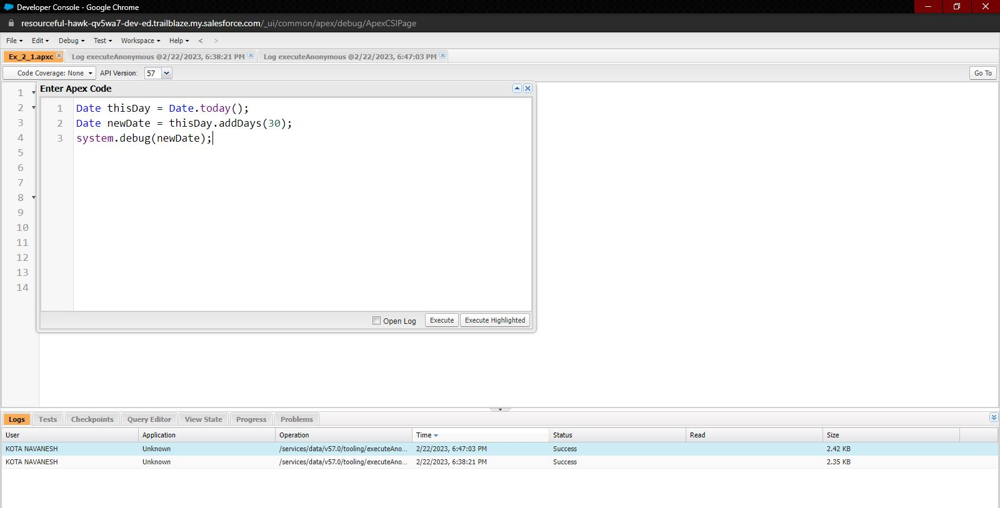 Developer Console - Google Chrome
resourceful-hawk-qv5wa7-dev-ed.trailblaze.my.salesforce.com/_ui/common/apex/debug/ApexCSIPage
File Edit Debug Test Workspace Help < >
Ex_2_1.apxc Log executeAnonymous @2/22/2023, 6:38:21 PM Log executeAnonymous @2/22/2023, 6:47:03 PM
Code Coverage: None API Version: 57 Go To
Enter Apex Code
1 Date thisDay = Date.today();
2 Date newDate = thisDay.addDays(30);
3 system.debug(newDate);
1
2
3
4
5
6
7
8
9
10
11
12
13
14
Open Log Execute Execute Highlighted
Logs Tests Checkpoints Query Editor View State Progress Problems
User Application Operation Time Status Read Size
KOTA NAVANESH Unknown /services/data/v57.0/tooling/executeAno... 2/22/2023, 6:47:03 PM Success 2.42 KB
KOTA NAVANESH Unknown /services/data/v57.0/tooling/executeAno... 2/22/2023, 6:38:21 PM Success 2.35 KB